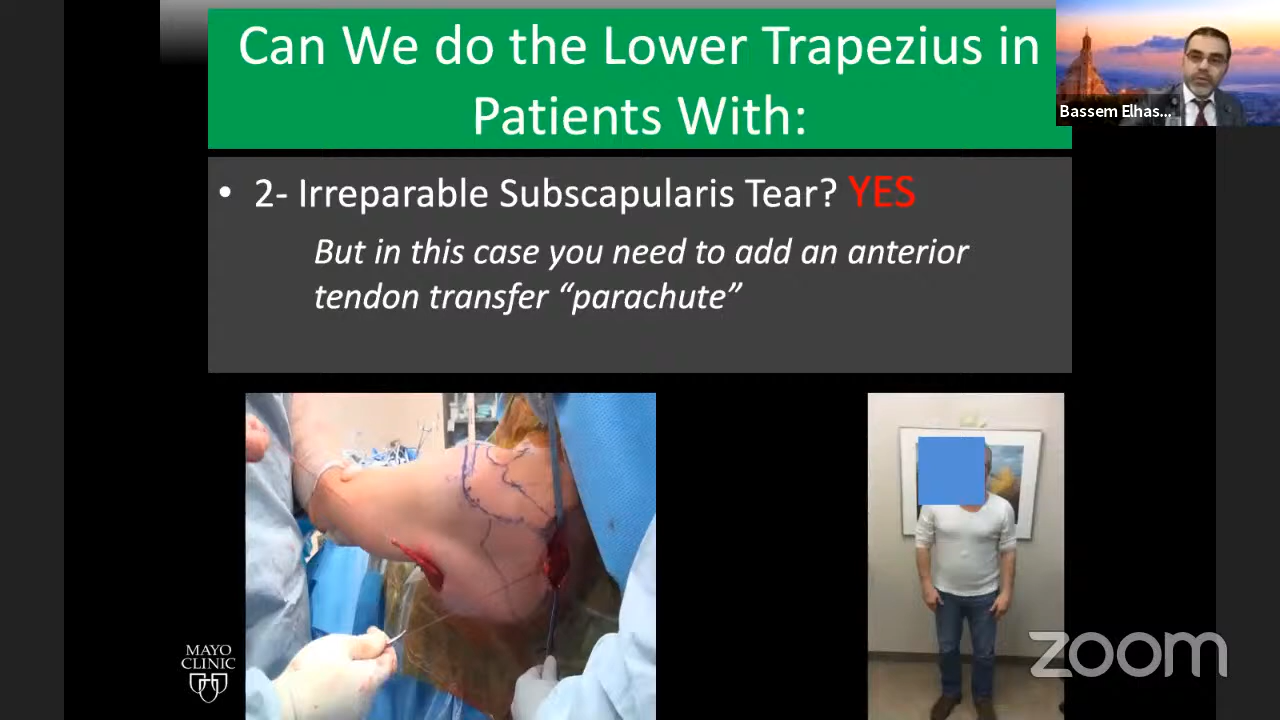 Can We do the Lower Trapezius in
Patients With:
Bassem Elhas...
• 2- Irreparable Subscapularis Tear? YES
But in this case you need to add an anterior
tendon transfer “parachute”
MAYO
CLINIC
zoom